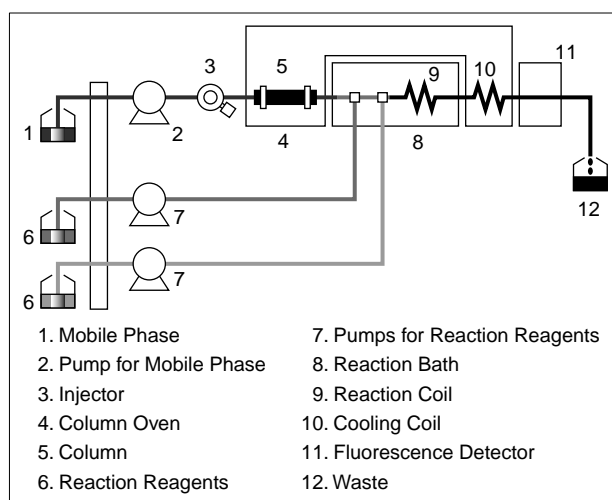 3
5
9
10
11
1
2
4
8
6
7
12
6
7
1. Mobile Phase
2. Pump for Mobile Phase
3. Injector
4. Column Oven
5. Column
6. Reaction Reagents
7. Pumps for Reaction Reagents
8. Reaction Bath
9. Reaction Coil
10. Cooling Coil
11. Fluorescence Detector
12. Waste